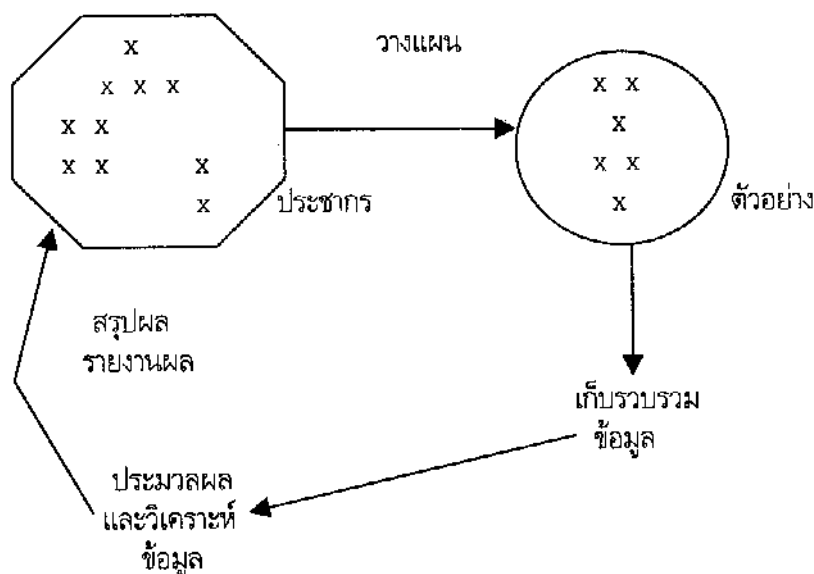 วางแผน
x
x x x
x x
x x
x
x
ประชากร
x x
x
x x
x
ตัวอย่าง
เก็บรวบรวม
ข้อมูล
ประมวลผล
และวิเคราะห์
ข้อมูล
สรุปผล
รายงานผล